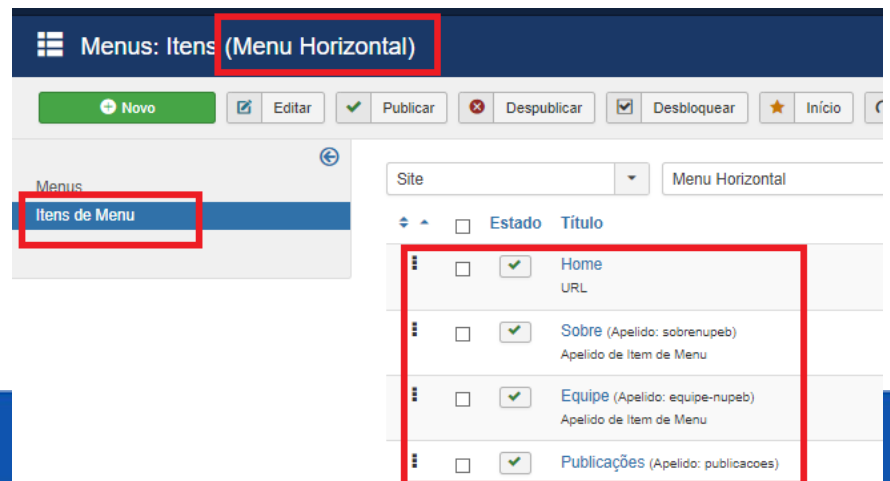 Menus: Itens (Menu Horizontal)
Novo Editar Publicar Despublicar Desbloquear Início
Menus
Itens de Menu
Site Menu Horizontal
Estado Título
Home
URL
Sobre (Apelido: sobrenupeb)
Apelido de Item de Menu
Equipe (Apelido: equipe-nupeb)
Apelido de Item de Menu
Publicações (Apelido: publicacoes)